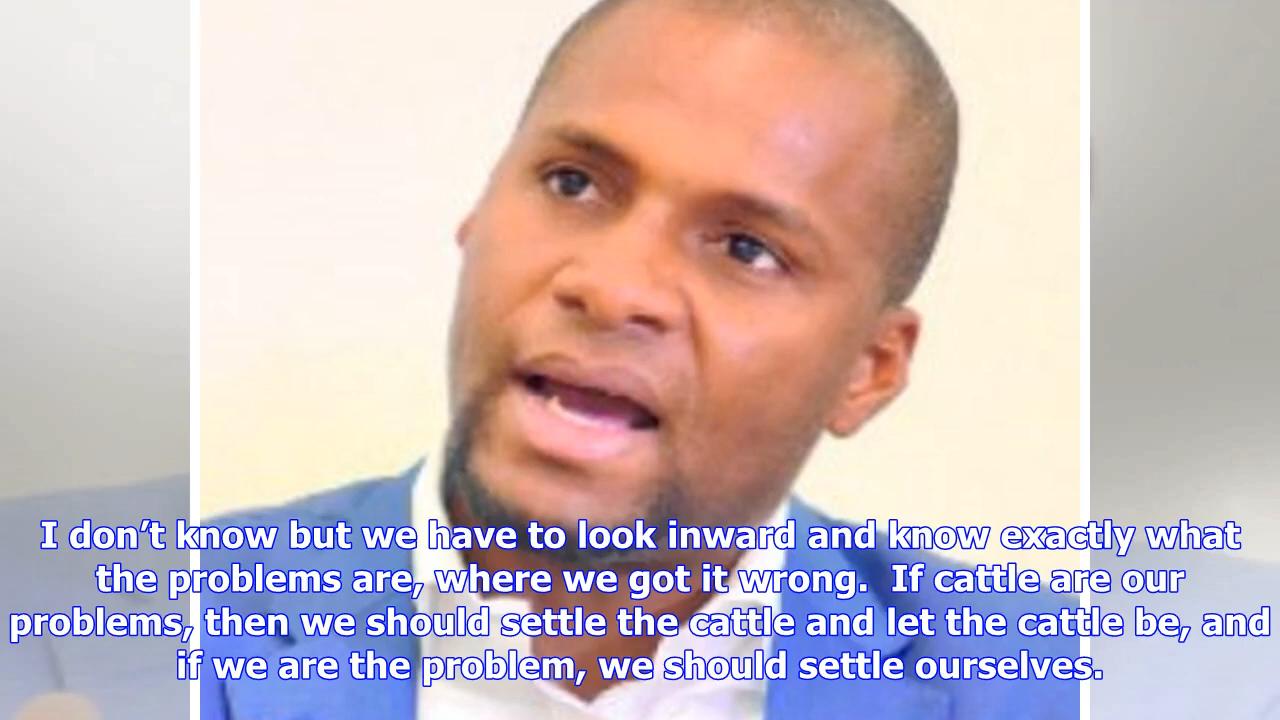 I don’t know but we have to look inward and know exactly what
the problems are, where we got it wrong.  If cattle are our
problems, then we should settle the cattle and let the cattle be, and
if we are the problem, we should settle ourselves.